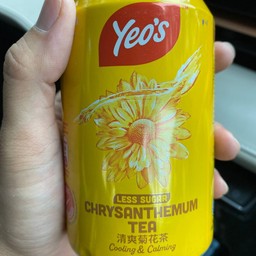 Yeo's
LESS SUGAR
CHRYSANTHEMUM
TEA
清爽菊花茶
Cooling & Calming